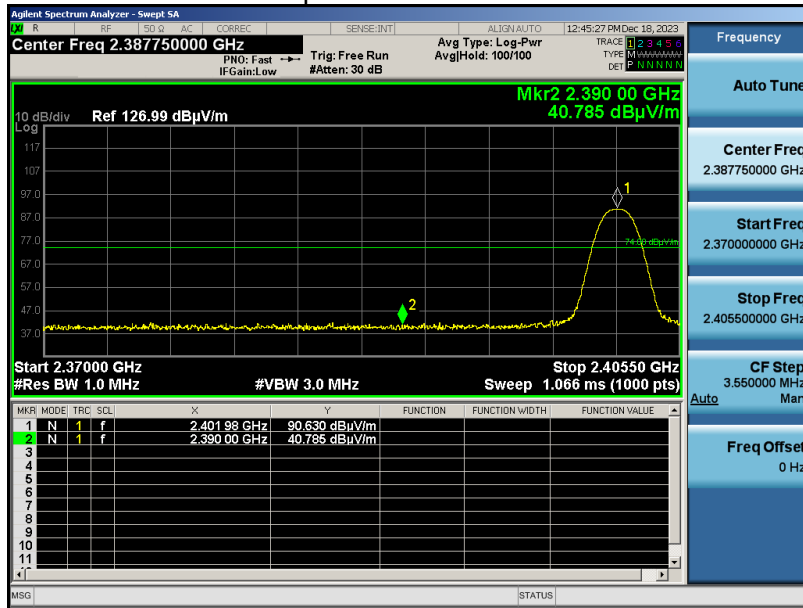 Agilent Spectrum Analyzer - Swept SA
LXI R RF 50 Ω AC CORREC SENSE:INT ALIGNAUTO 12:45:27 PM Dec 18, 2023
Center Freq 2.387750000 GHz
PNO: Fast
IFGain:Low
Trig: Free Run
#Atten: 30 dB
Avg Type: Log-Pwr
Avg|Hold: 100/100
TRACE 1 2 3 4 5 6
TYPE M
DET P N N N N N
Mkr2 2.390 00 GHz
40.785 dBµV/m
10 dB/div Ref 126.99 dBµV/m
Log
117
107
97.0
87.0
77.0
67.0
57.0
47.0
37.0
1
74.00 dBµV/m
2
Start 2.37000 GHz Stop 2.40550 GHz
#Res BW 1.0 MHz #VBW 3.0 MHz Sweep 1.066 ms (1000 pts)
MKR MODE TRC SCL X Y FUNCTION FUNCTION WIDTH FUNCTION VALUE
1 N 1 f 2.401 98 GHz 90.630 dBµV/m
2 N 1 f 2.390 00 GHz 40.785 dBµV/m
3
4
5
6
7
8
9
10
11
MSG STATUS
Frequency
Auto Tune
Center Freq
2.387750000 GHz
Start Freq
2.370000000 GHz
Stop Freq
2.405500000 GHz
CF Step
3.550000 MHz
Auto Man
Freq Offset
0 Hz